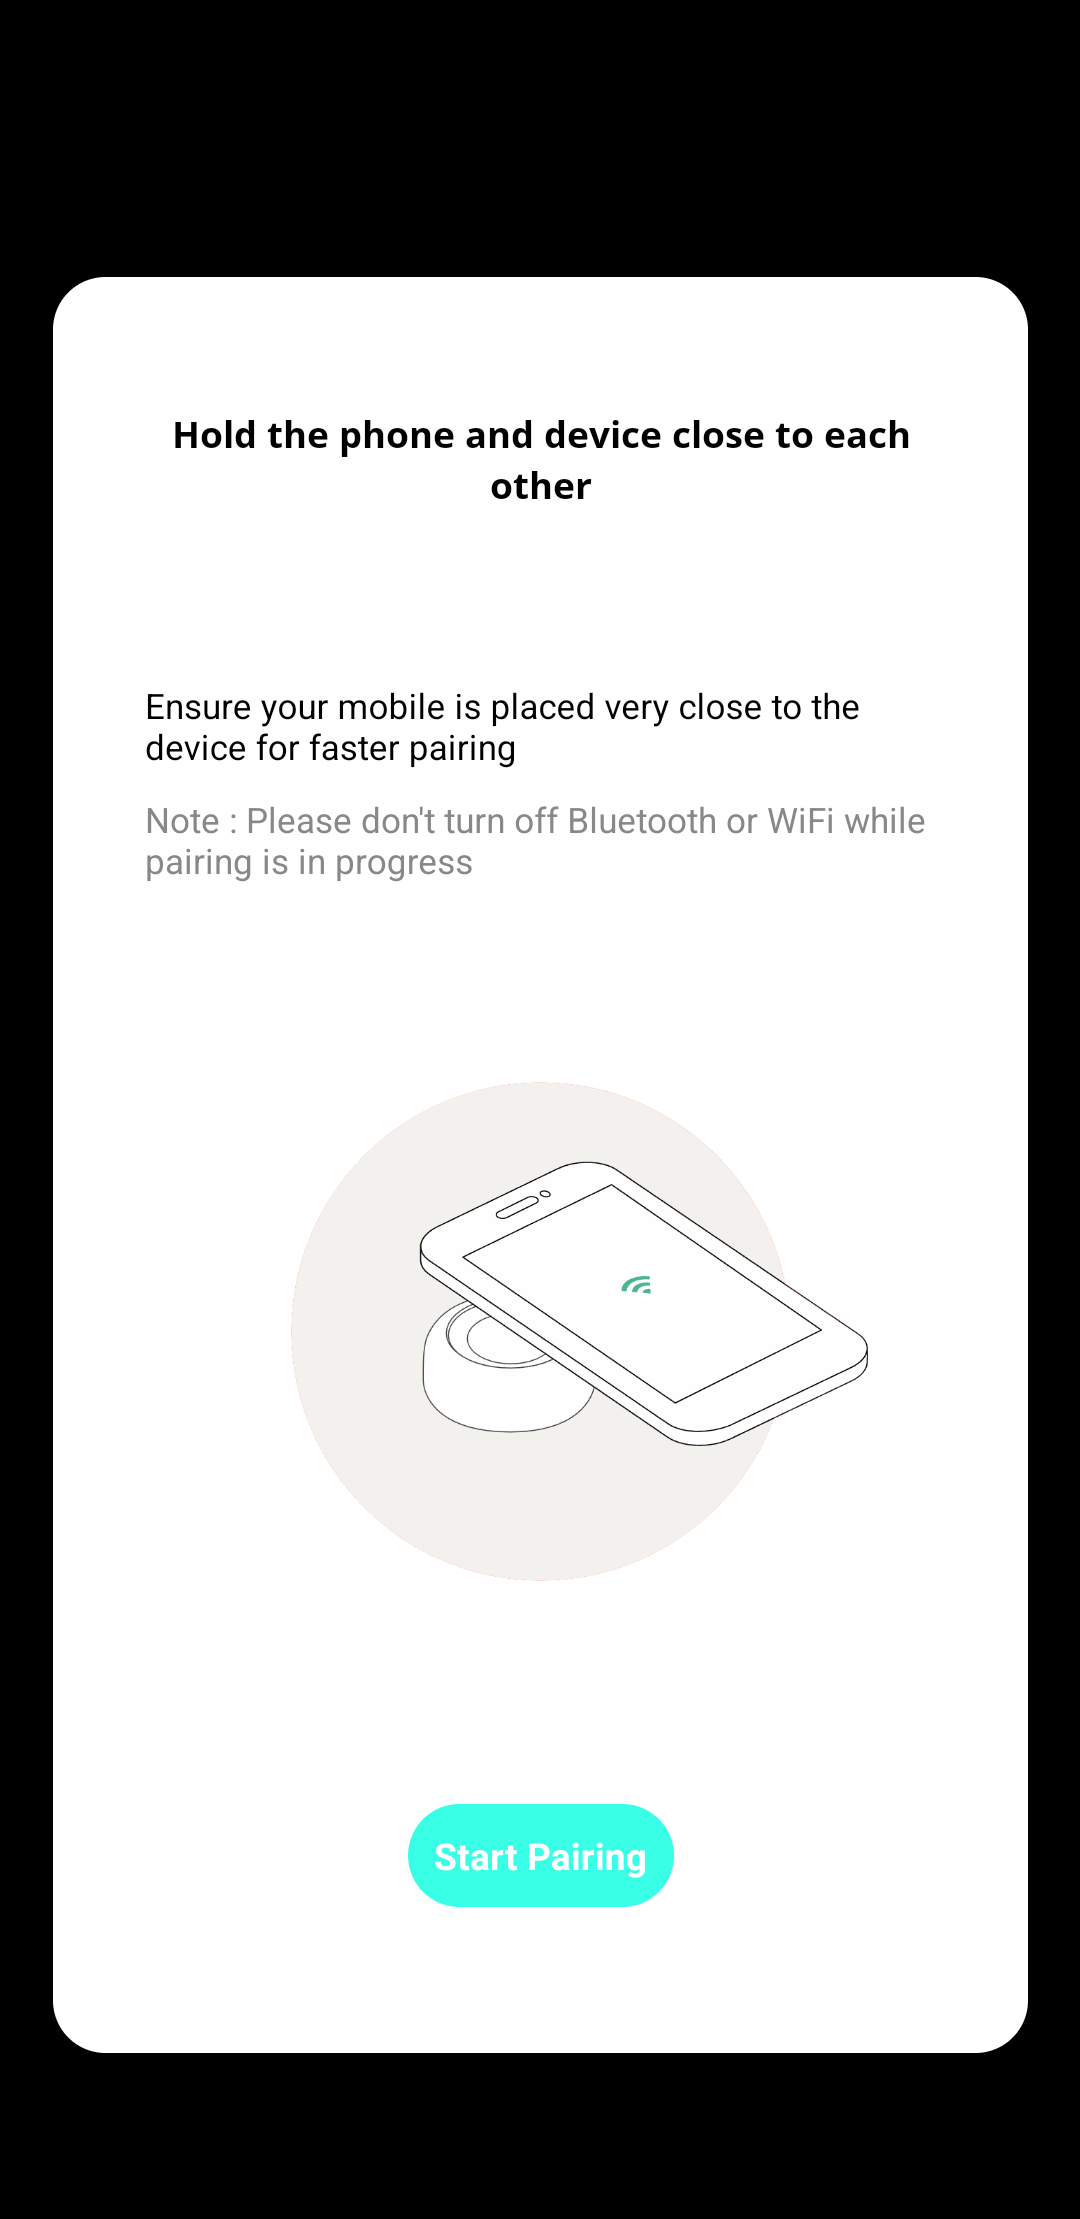 Hold the phone and device close to each
other
Ensure your mobile is placed very close to the
device for faster pairing
Note : Please don't turn off Bluetooth or WiFi while
pairing is in progress
Start Pairing